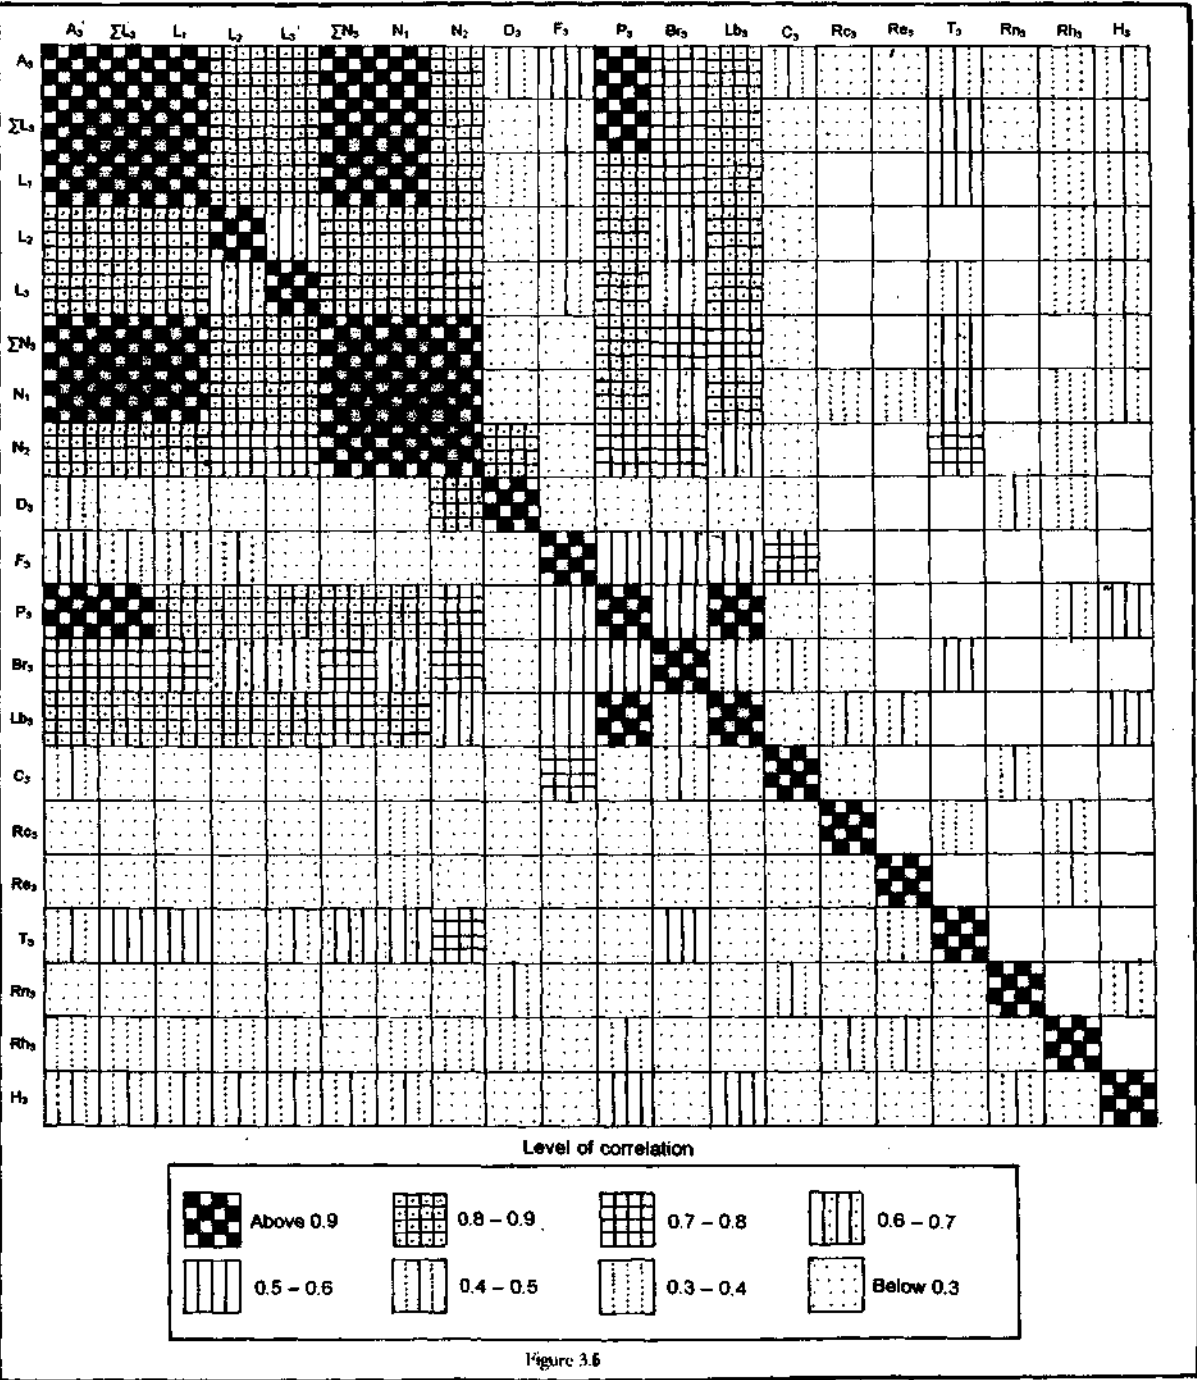 A₃ ∑L₃ L₁ L₂ L₃ ∑N₃ N₁ N₂ D₃ F₃ P₃ Br₃ Lb₃ C₃ Rc₃ Re₃ T₃ Rn₃ Rh₃ H₃
A₃
∑L₃
L₁
L₂
L₃
∑N₃
N₁
N₂
D₃
F₃
P₃
Br₃
Lb₃
C₃
Rc₃
Re₃
T₃
Rn₃
Rh₃
H₃
Level of correlation
Above 0.9 0.8 – 0.9 0.7 – 0.8 0.6 – 0.7
0.5 – 0.6 0.4 – 0.5 0.3 – 0.4 Below 0.3
Figure 3.6